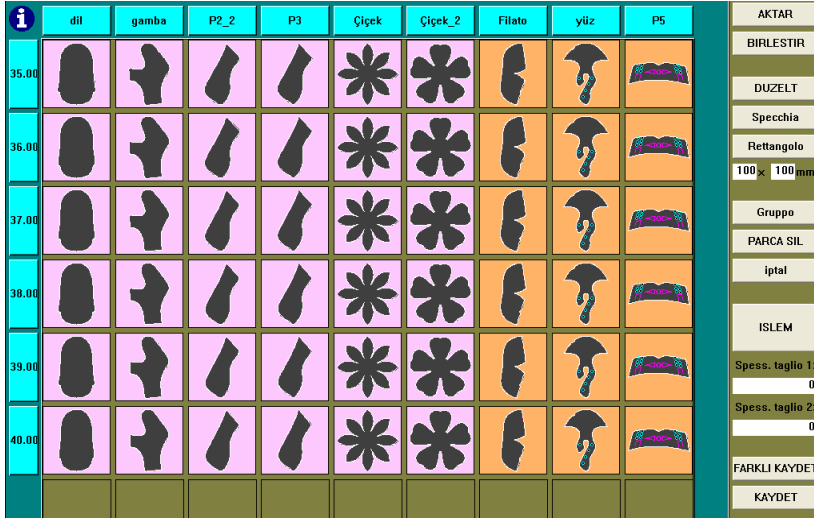 i dil gamba P2_2 P3 Çiçek Çiçek_2 Filato yüz P5
35.00
36.00
37.00
38.00
39.00
40.00
AKTAR
BIRLESTIR
DUZELT
Specchia
Rettangolo
100 x 100 mm
Gruppo
PARCA SIL
iptal
ISLEM
Spess. taglio 1:
0
Spess. taglio 2:
0
FARKLI KAYDET
KAYDET